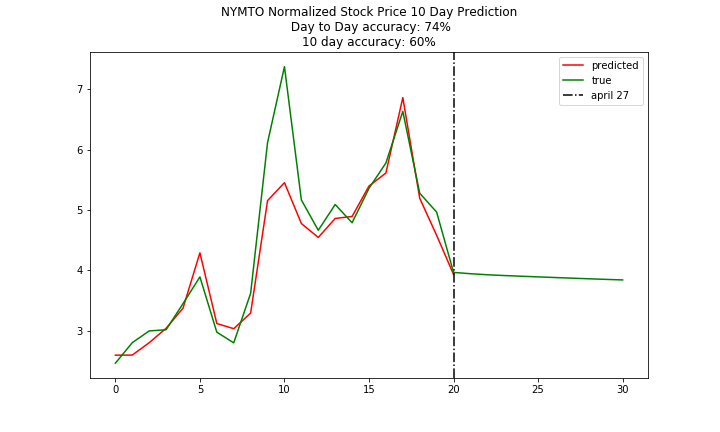 NYMTO Normalized Stock Price 10 Day Prediction
Day to Day accuracy: 74%
10 day accuracy: 60%
predicted
true
april 27
7
6
5
4
3
0 5 10 15 20 25 30